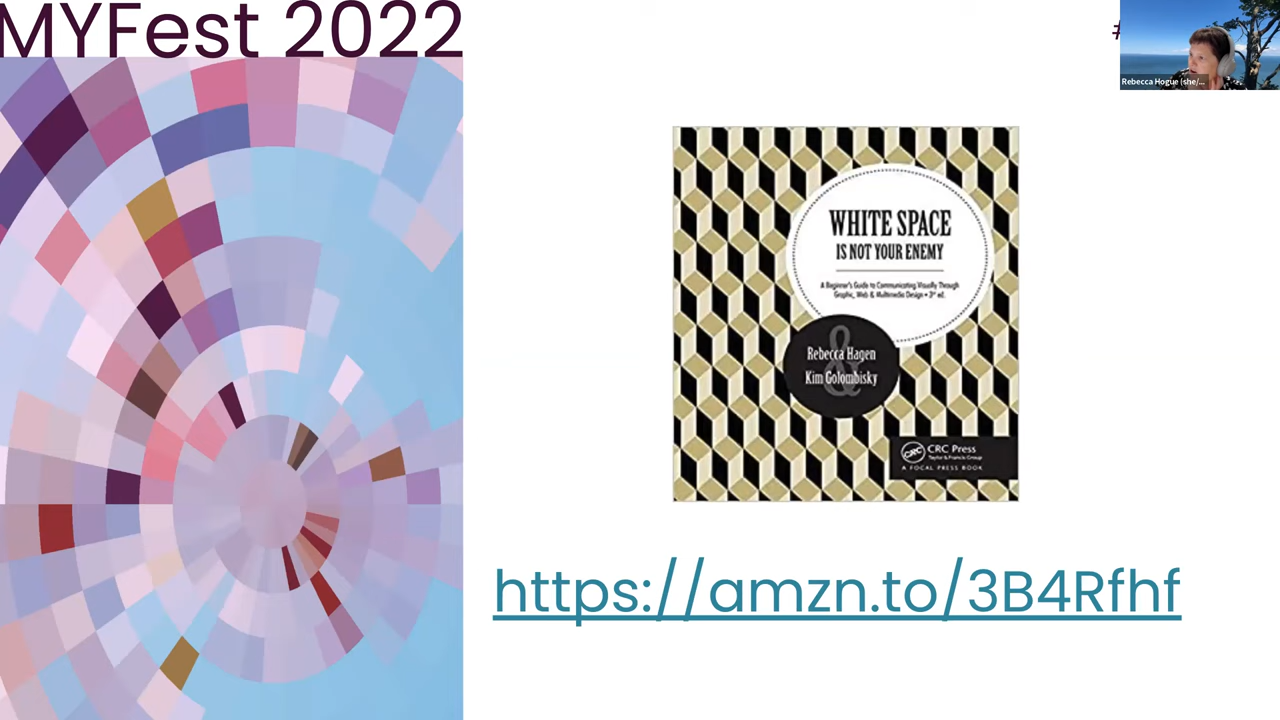 MYFest 2022
#
Rebecca Hogue (she/...
WHITE SPACE
IS NOT YOUR ENEMY
A Beginner's Guide to Communicating Visually Through
Graphic, Web & Multimedia Design • 3rd ed.
&
Rebecca Hagen
Kim Golombisky
CRC
CRC Press
Taylor & Francis Group
A FOCAL PRESS BOOK
https://amzn.to/3B4Rfhf